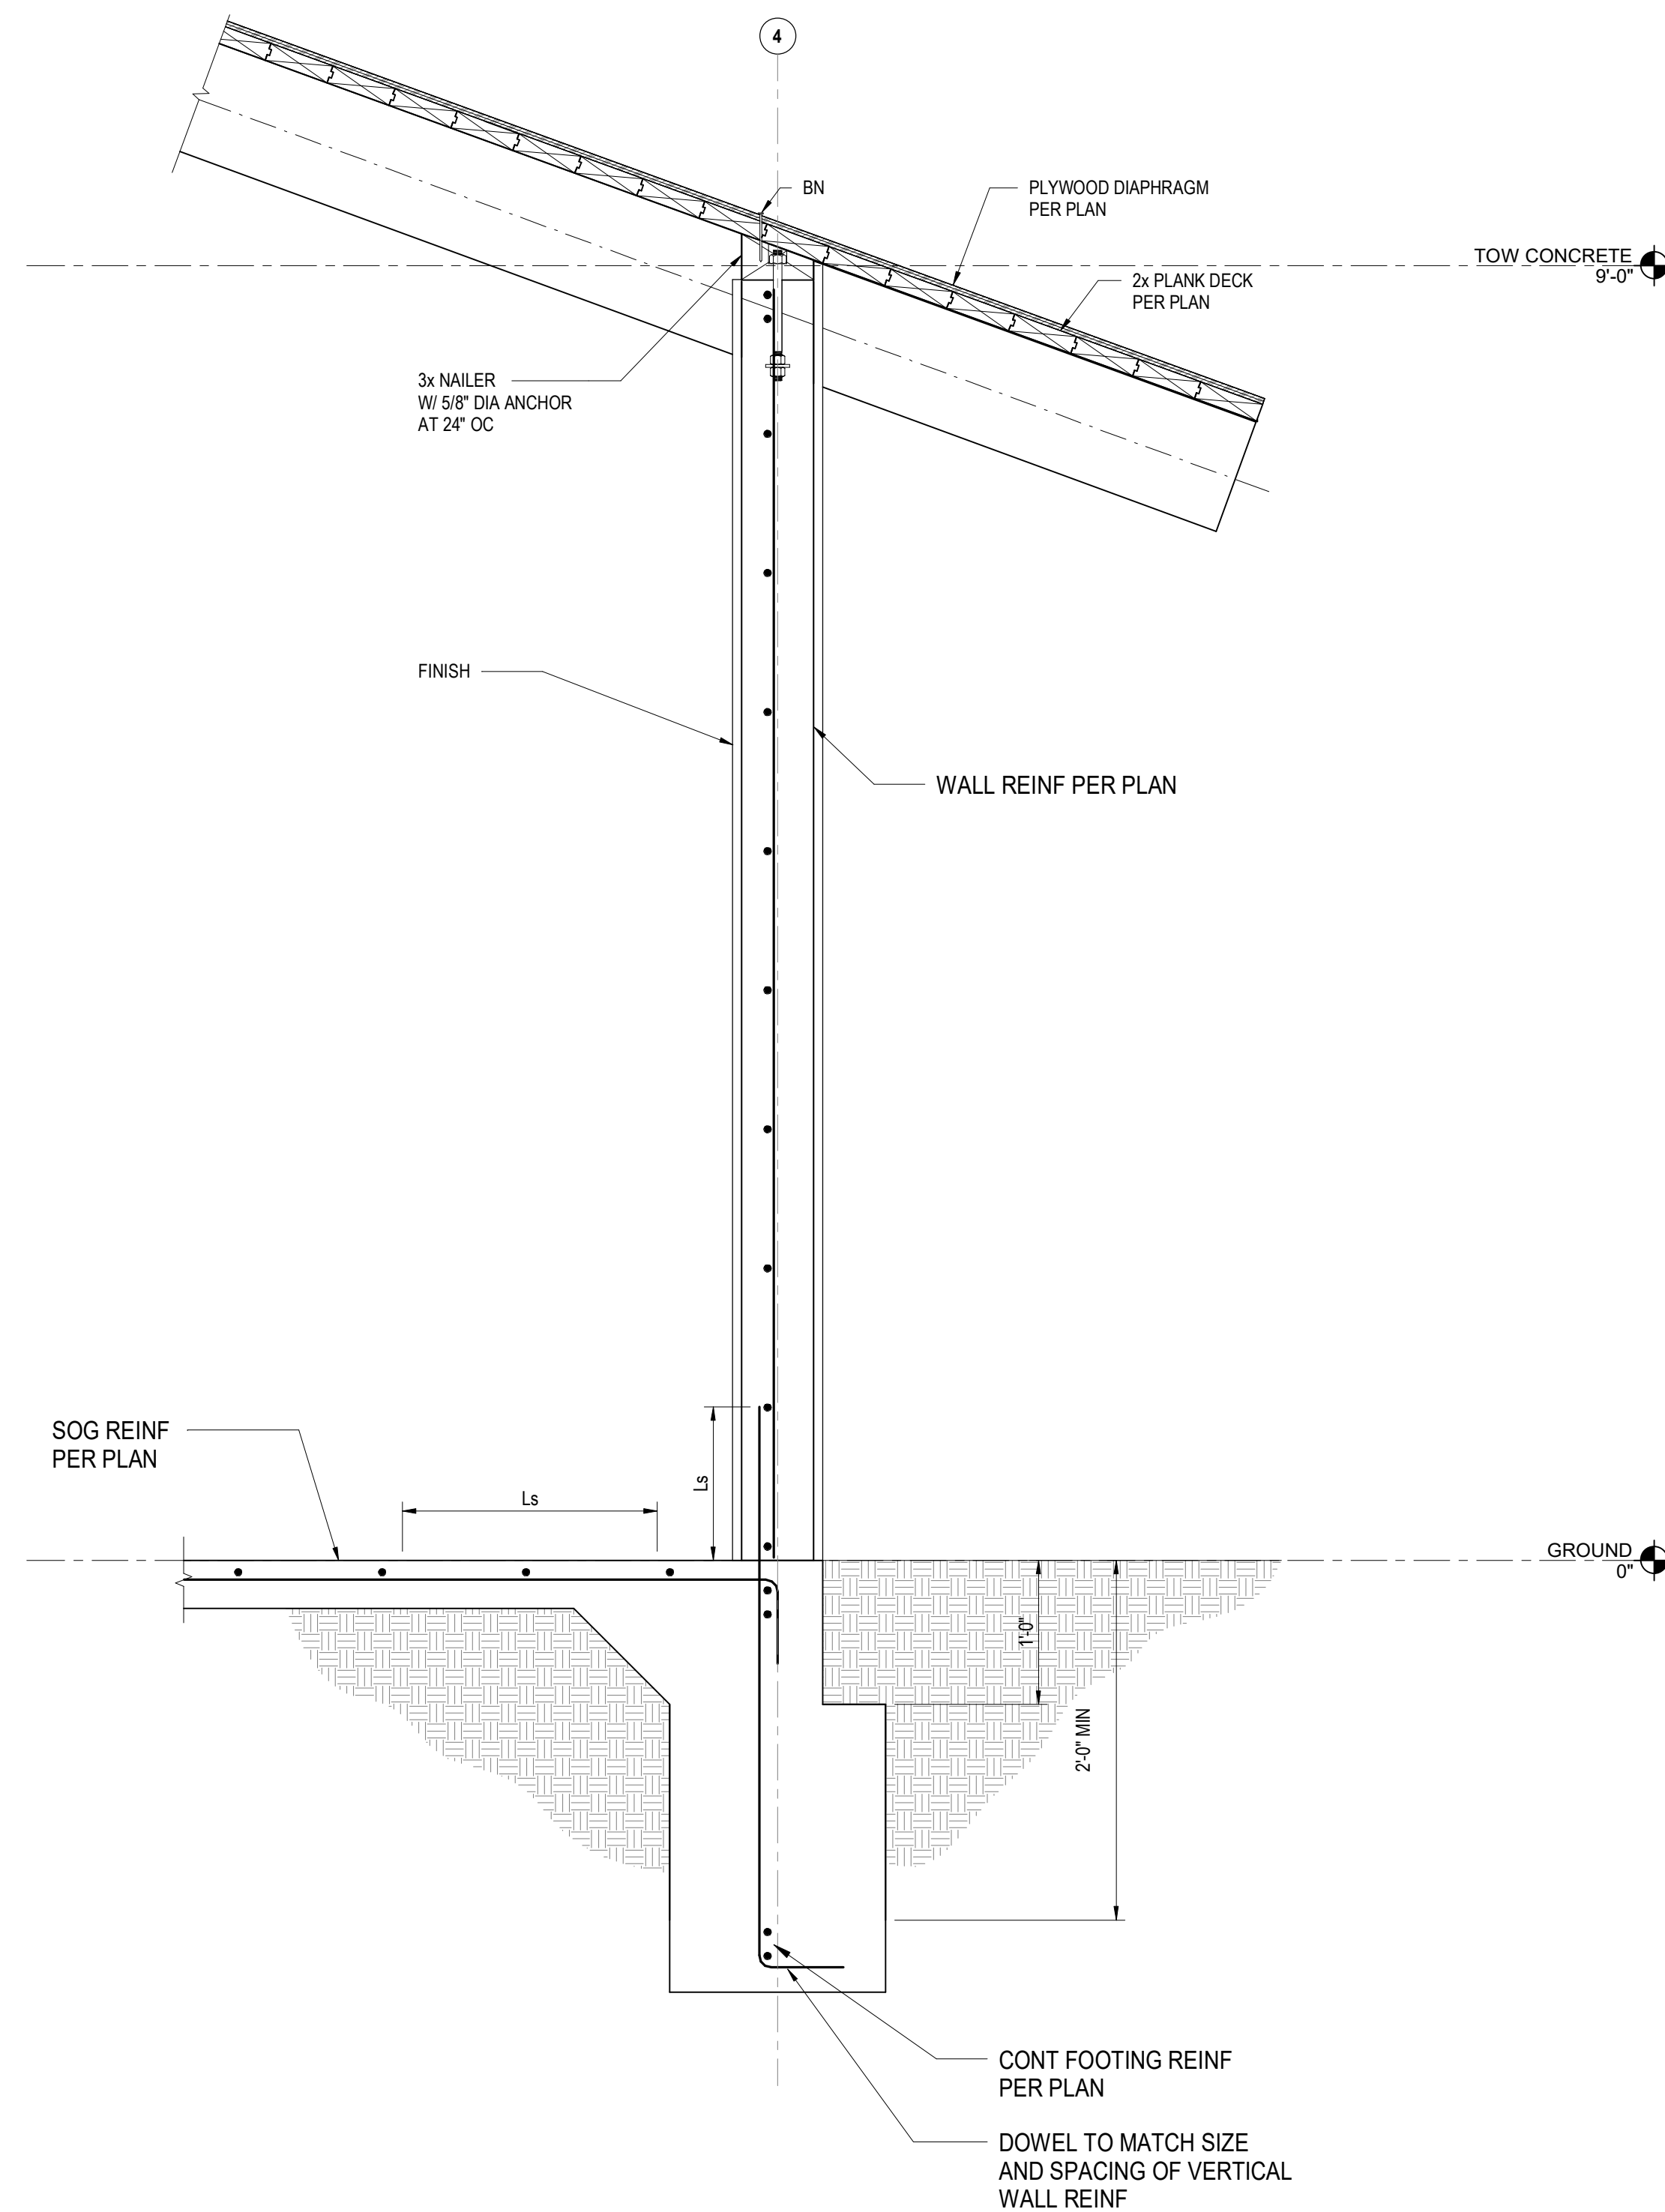 4
BN
PLYWOOD DIAPHRAGM
PER PLAN
TOW CONCRETE
9'-0"
2x PLANK DECK
PER PLAN
3x NAILER
W/ 5/8" DIA ANCHOR
AT 24" OC
FINISH
WALL REINF PER PLAN
SOG REINF
PER PLAN
Ls
Ls
GROUND
0"
1'-0"
2'-0" MIN
CONT FOOTING REINF
PER PLAN
DOWEL TO MATCH SIZE
AND SPACING OF VERTICAL
WALL REINF